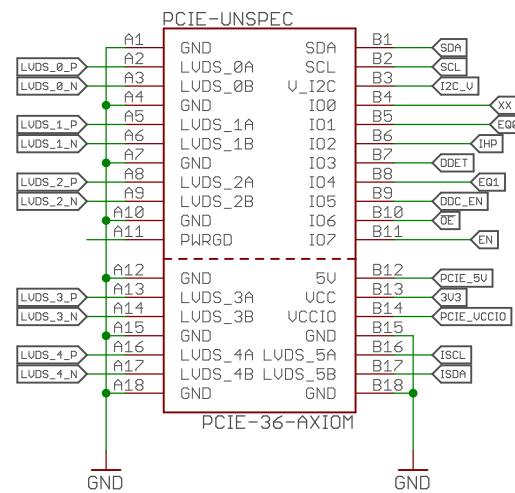 PCIE-UNSPEC
A1 GND SDA B1 SDA
LVDS_0_P A2 LVDS_0A SCL B2 SCL
LVDS_0_N A3 LVDS_0B V_I2C B3 I2C_V
A4 GND IO0 B4 XX
LVDS_1_P A5 LVDS_1A IO1 B5 EQ0
LVDS_1_N A6 LVDS_1B IO2 B6 IHP
A7 GND IO3 B7 DDET
LVDS_2_P A8 LVDS_2A IO4 B8 EQ1
LVDS_2_N A9 LVDS_2B IO5 B9 DDC_EN
A10 GND IO6 B10 OE
A11 PWRGD IO7 B11 EN
A12 GND 5V B12 PCIE_5V
LVDS_3_P A13 LVDS_3A VCC B13 3V3
LVDS_3_N A14 LVDS_3B VCCIO B14 PCIE_VCCIO
A15 GND GND B15
LVDS_4_P A16 LVDS_4A LVDS_5A B16 ISCL
LVDS_4_N A17 LVDS_4B LVDS_5B B17 ISDA
A18 GND GND B18
PCIE-36-AXIOM
GND GND